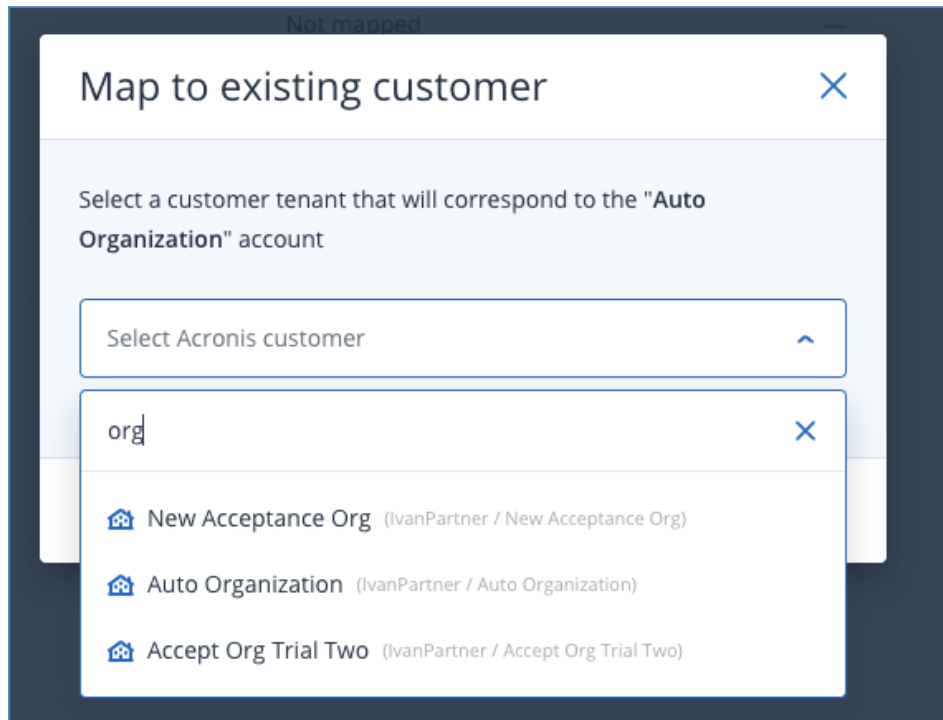 Not mapped
Map to existing customer
Select a customer tenant that will correspond to the "Auto
Organization" account
Select Acronis customer
org
New Acceptance Org (IvanPartner / New Acceptance Org)
Auto Organization (IvanPartner / Auto Organization)
Accept Org Trial Two (IvanPartner / Accept Org Trial Two)